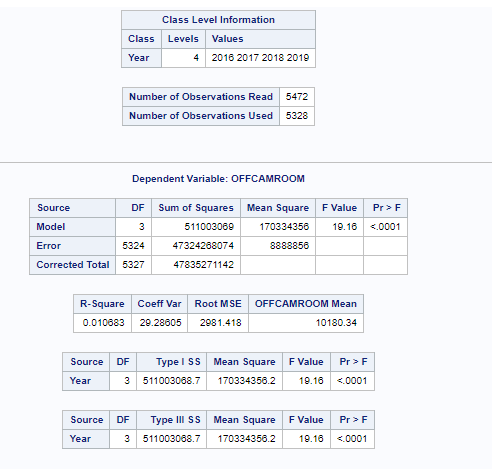 Class Level Information
Class Levels Values
Year 4 2016 2017 2018 2019
Number of Observations Read 5472
Number of Observations Used 5328
Dependent Variable: OFFCAMROOM
Source DF Sum of Squares Mean Square F Value Pr > F
Model 3 511003069 170334356 19.16 <.0001
Error 5324 47324268074 8888856
Corrected Total 5327 47835271142
R-Square Coeff Var Root MSE OFFCAMROOM Mean
0.010683 29.28605 2981.418 10180.34
Source DF Type I SS Mean Square F Value Pr > F
Year 3 511003068.7 170334356.2 19.16 <.0001
Source DF Type III SS Mean Square F Value Pr > F
Year 3 511003068.7 170334356.2 19.16 <.0001